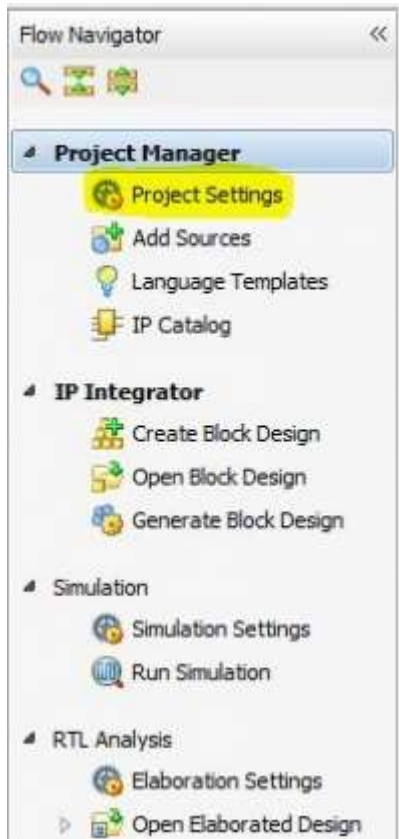 Flow Navigator
Project Manager
Project Settings
Add Sources
Language Templates
IP Catalog
IP Integrator
Create Block Design
Open Block Design
Generate Block Design
Simulation
Simulation Settings
Run Simulation
RTL Analysis
Elaboration Settings
Open Elaborated Design